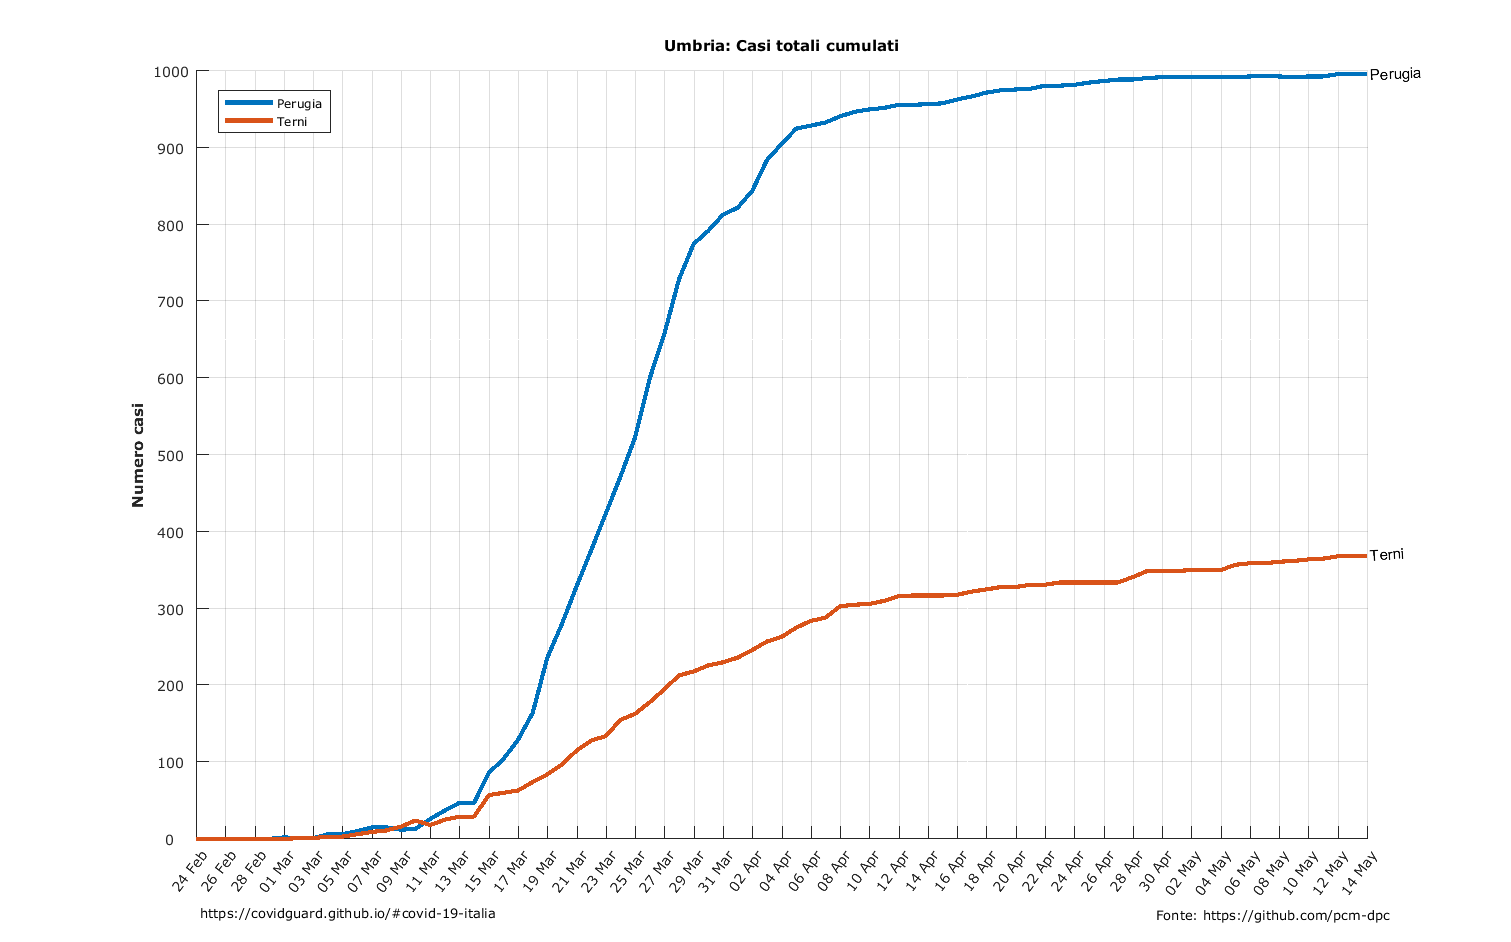 Umbria: Casi totali cumulati
Perugia
Terni
Numero casi
1000
900
800
700
600
500
400
300
200
100
0
Perugia
Terni
24 Feb
26 Feb
28 Feb
01 Mar
03 Mar
05 Mar
07 Mar
09 Mar
11 Mar
13 Mar
15 Mar
17 Mar
19 Mar
21 Mar
23 Mar
25 Mar
27 Mar
29 Mar
31 Mar
02 Apr
04 Apr
06 Apr
08 Apr
10 Apr
12 Apr
14 Apr
16 Apr
18 Apr
20 Apr
22 Apr
24 Apr
26 Apr
28 Apr
30 Apr
02 May
04 May
06 May
08 May
10 May
12 May
14 May
https://covidguard.github.io/#covid-19-italia
Fonte: https://github.com/pcm-dpc